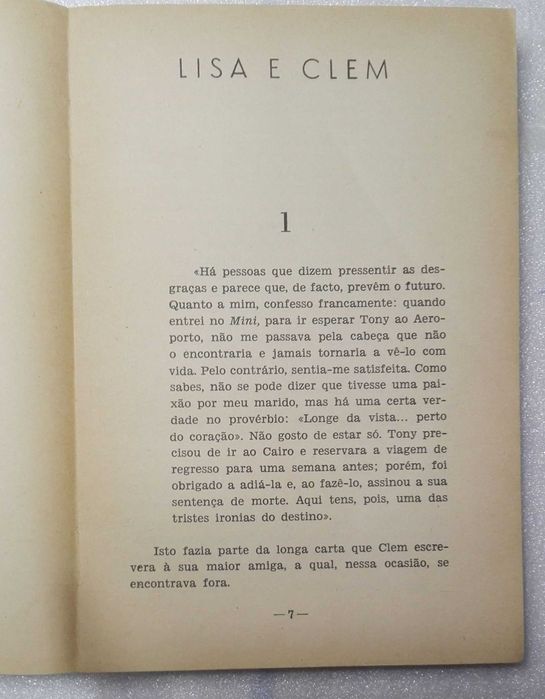 LISA E CLEM
1
«Há pessoas que dizem pressentir as des-
graças e parece que, de facto, prevêm o futuro.
Quanto a mim, confesso francamente: quando
entrei no Mini, para ir esperar Tony ao Aero-
porto, não me passava pela cabeça que não
o encontraria e jamais tornaria a vê-lo com
vida. Pelo contrário, sentia-me satisfeita. Como
sabes, não se pode dizer que tivesse uma pai-
xão por meu marido, mas há uma certa ver-
dade no provérbio: «Longe da vista... perto
do coração». Não gosto de estar só. Tony pre-
cisou de ir ao Cairo e reservara a viagem de
regresso para uma semana antes; porém, foi
obrigado a adiá-la e, ao fazê-lo, assinou a sua
sentença de morte. Aqui tens, pois, uma das
tristes ironias do destino».
Isto fazia parte da longa carta que Clem escre-
vera à sua maior amiga, a qual, nessa ocasião, se
encontrava fora.
—7—